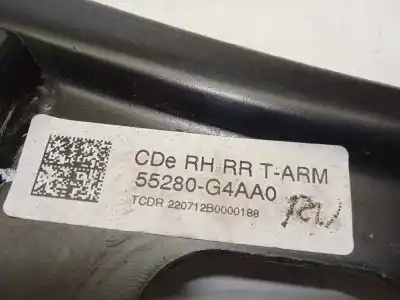 CDe RH RR T-ARM
55280-G4AA0
TCDR 220712B0000188